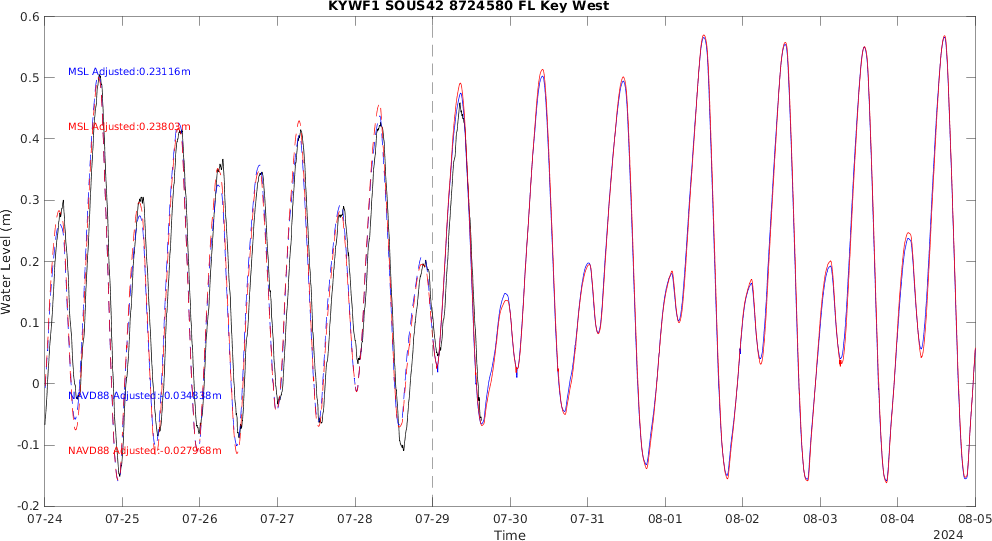 KYWF1 SOUS42 8724580 FL Key West
0.6
0.5
0.4
0.3
0.2
0.1
0
-0.1
-0.2
Water Level (m)
MSL Adjusted:0.23116m
MSL Adjusted:0.23803m
NAVD88 Adjusted:-0.034838m
NAVD88 Adjusted:-0.027968m
07-24 07-25 07-26 07-27 07-28 07-29 07-30 07-31 08-01 08-02 08-03 08-04 08-05
Time
2024